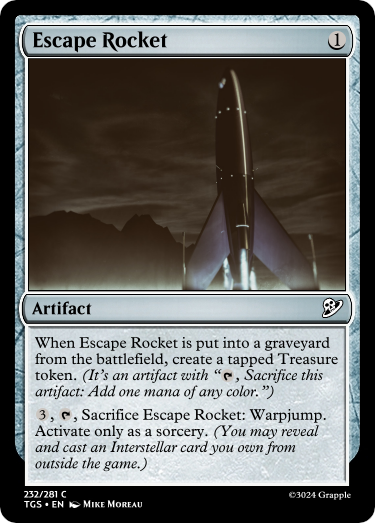 Escape Rocket 1
Artifact
When Escape Rocket is put into a graveyard
from the battlefield, create a tapped Treasure
token. (It's an artifact with “, Sacrifice this
artifact: Add one mana of any color.”)
3, , Sacrifice Escape Rocket: Warpjump.
Activate only as a sorcery. (You may reveal
and cast an Interstellar card you own from
outside the game.)
232/281 C
TGS • EN Mike Moreau
©3024 Grapple